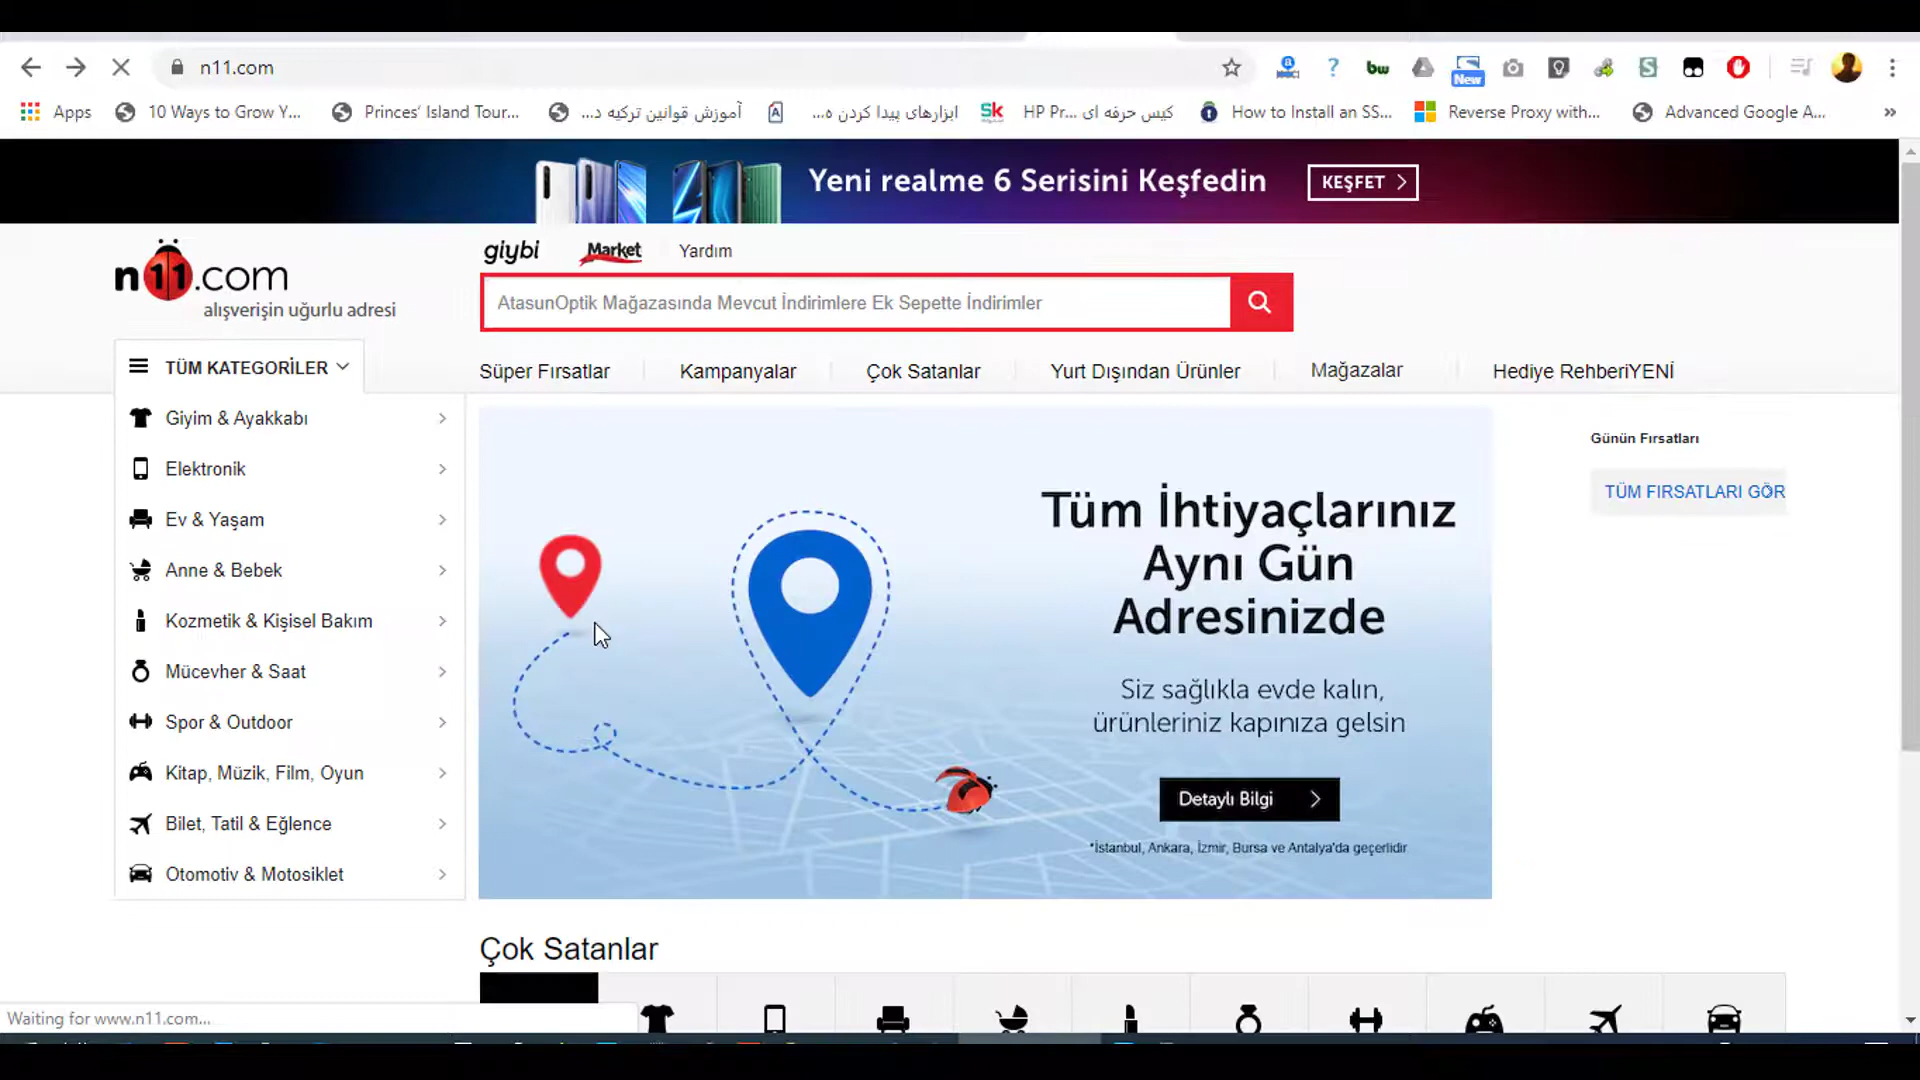 n11.com
New
Apps
10 Ways to Grow Y...
Princes' Island Tour...
آموزش قوانین ترکیه د...
ابزارهای پیدا کردن ه...
Sk
کیس حرفه ای HP Pr...
How to Install an SS...
Reverse Proxy with...
Advanced Google A...
Yeni realme 6 Serisini Keşfedin
KEŞFET
giybi
Market
Yardım
n11.com
alışverişin uğurlu adresi
AtasunOptik Mağazasında Mevcut İndirimlere Ek Sepette İndirimler
TÜM KATEGORİLER
Süper Fırsatlar
Kampanyalar
Çok Satanlar
Yurt Dışından Ürünler
Mağazalar
Hediye RehberiYENİ
Giyim & Ayakkabı
Elektronik
Ev & Yaşam
Anne & Bebek
Kozmetik & Kişisel Bakım
Mücevher & Saat
Spor & Outdoor
Kitap, Müzik, Film, Oyun
Bilet, Tatil & Eğlence
Otomotiv & Motosiklet
Tüm İhtiyaçlarınız
Aynı Gün
Adresinizde
Siz sağlıkla evde kalın,
ürünleriniz kapınıza gelsin
Detaylı Bilgi
*İstanbul, Ankara, İzmir, Bursa ve Antalya'da geçerlidir.
Günün Fırsatları
TÜM FIRSATLARI GÖR
Çok Satanlar
Waiting for www.n11.com...